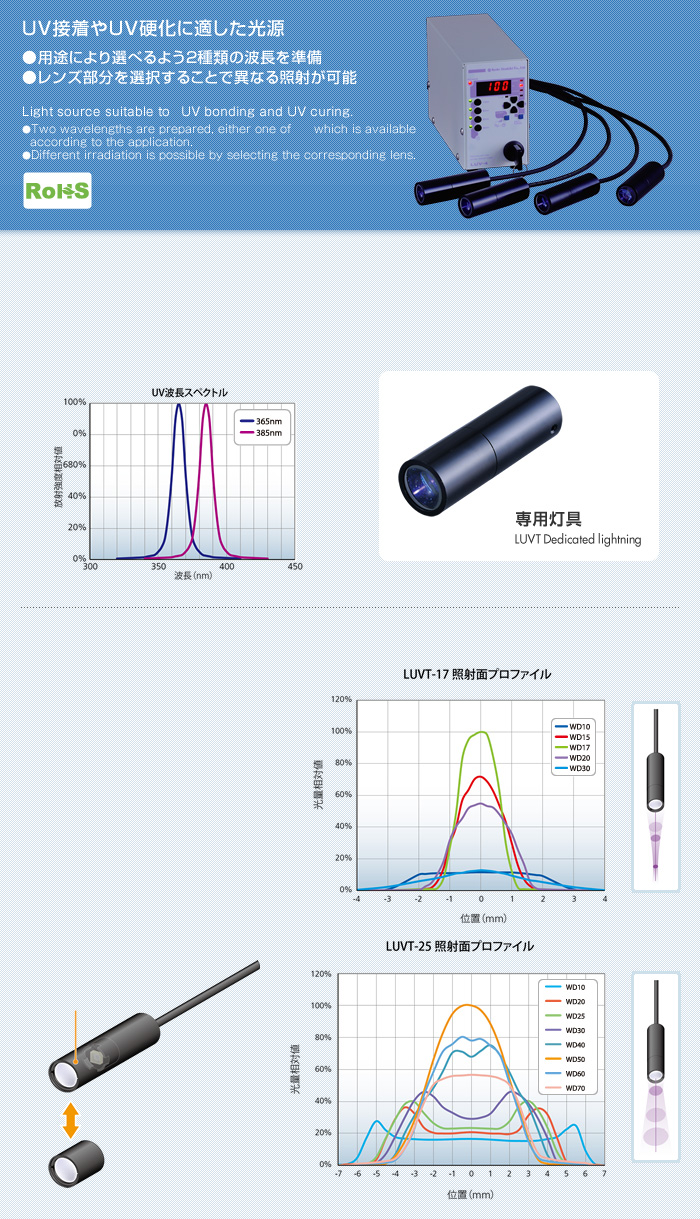 UV接着やUV硬化に適した光源
●用途により選べるよう2種類の波長を準備
●レンズ部分を選択することで異なる照射が可能
Light source suitable to UV bonding and UV curing.
●Two wavelengths are prepared, either one of which is available
according to the application.
●Different irradiation is possible by selecting the corresponding lens.
RoHS
100
UV波長スペクトル
放射強度相対値
100%
0%
680%
40%
20%
0%
300 350 400 450
波長(nm)
365nm
385nm
専用灯具
LUVT Dedicated lightning
LUVT-17 照射面プロファイル
光量相対値
120%
100%
80%
60%
40%
20%
0%
-4 -3 -2 -1 0 1 2 3 4
位置(mm)
WD10
WD15
WD17
WD20
WD30
LUVT-25 照射面プロファイル
光量相対値
120%
100%
80%
60%
40%
20%
0%
-7 -6 -5 -4 -3 -2 -1 0 1 2 3 4 5 6 7
位置(mm)
WD10
WD20
WD25
WD30
WD40
WD50
WD60
WD70